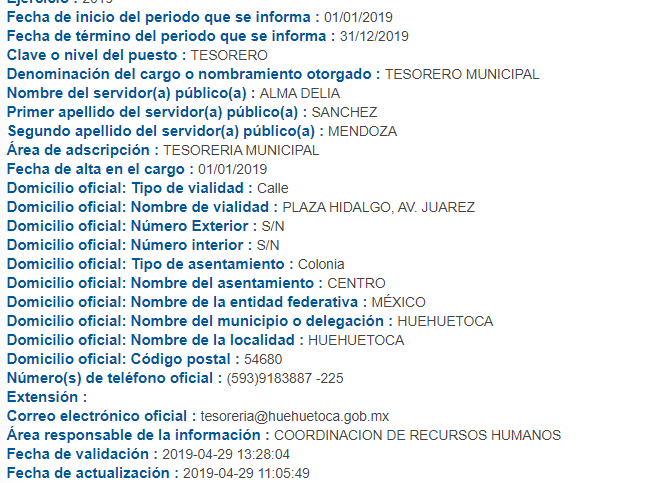 Ejercicio : 2019
Fecha de inicio del periodo que se informa : 01/01/2019
Fecha de término del periodo que se informa : 31/12/2019
Clave o nivel del puesto : TESORERO
Denominación del cargo o nombramiento otorgado : TESORERO MUNICIPAL
Nombre del servidor(a) público(a) : ALMA DELIA
Primer apellido del servidor(a) público(a) : SANCHEZ
Segundo apellido del servidor(a) público(a) : MENDOZA
Área de adscripción : TESORERIA MUNICIPAL
Fecha de alta en el cargo : 01/01/2019
Domicilio oficial: Tipo de vialidad : Calle
Domicilio oficial: Nombre de vialidad : PLAZA HIDALGO, AV. JUAREZ
Domicilio oficial: Número Exterior : S/N
Domicilio oficial: Número interior : S/N
Domicilio oficial: Tipo de asentamiento : Colonia
Domicilio oficial: Nombre del asentamiento : CENTRO
Domicilio oficial: Nombre de la entidad federativa : MÉXICO
Domicilio oficial: Nombre del municipio o delegación : HUEHUETOCA
Domicilio oficial: Nombre de la localidad : HUEHUETOCA
Domicilio oficial: Código postal : 54680
Número(s) de teléfono oficial : (593)9183887 -225
Extensión :
Correo electrónico oficial : tesoreria@huehuetoca.gob.mx
Área responsable de la información : COORDINACION DE RECURSOS HUMANOS
Fecha de validación : 2019-04-29 13:28:04
Fecha de actualización : 2019-04-29 11:05:49